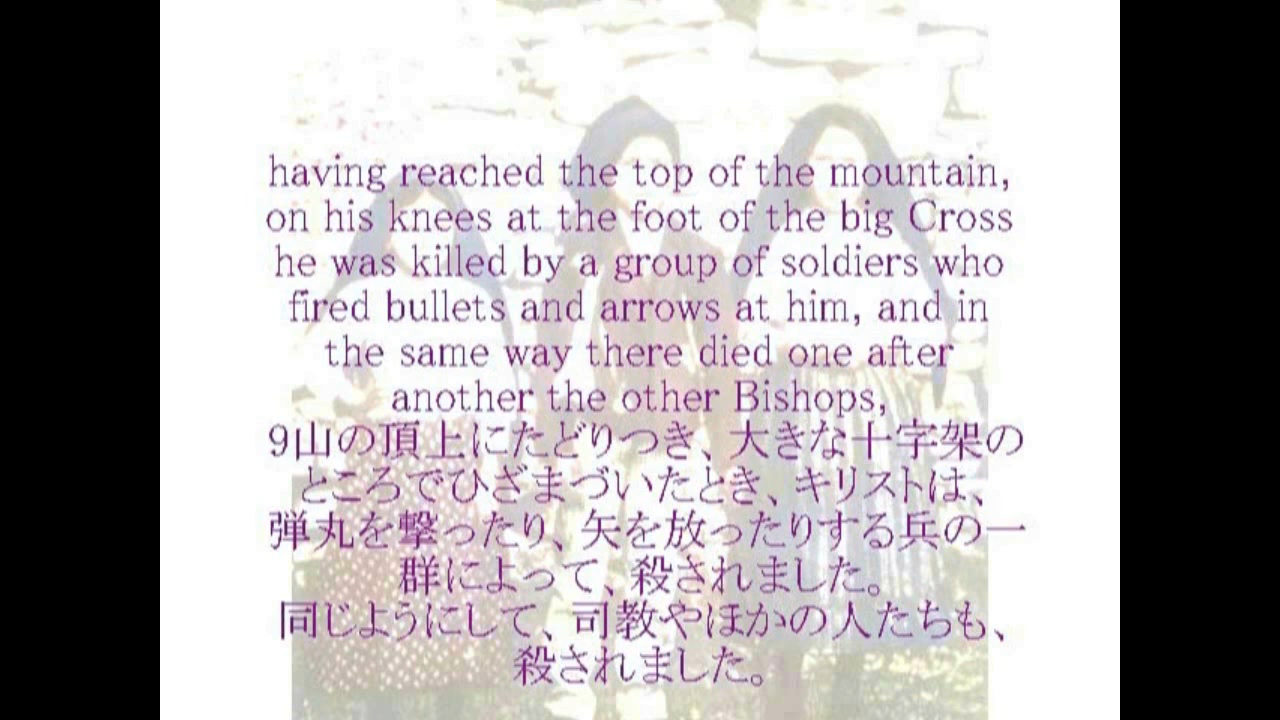 having reached the top of the mountain,
on his knees at the foot of the big Cross
he was killed by a group of soldiers who
fired bullets and arrows at him, and in
the same way there died one after
another the other Bishops,
9山の頂上にたどりつき、大きな十字架の
ところでひざまづいたとき、キリストは、
弾丸を撃ったり、矢を放ったりする兵の一
群によって、殺されました。
同じようにして、司教やほかの人たちも、
殺されました。